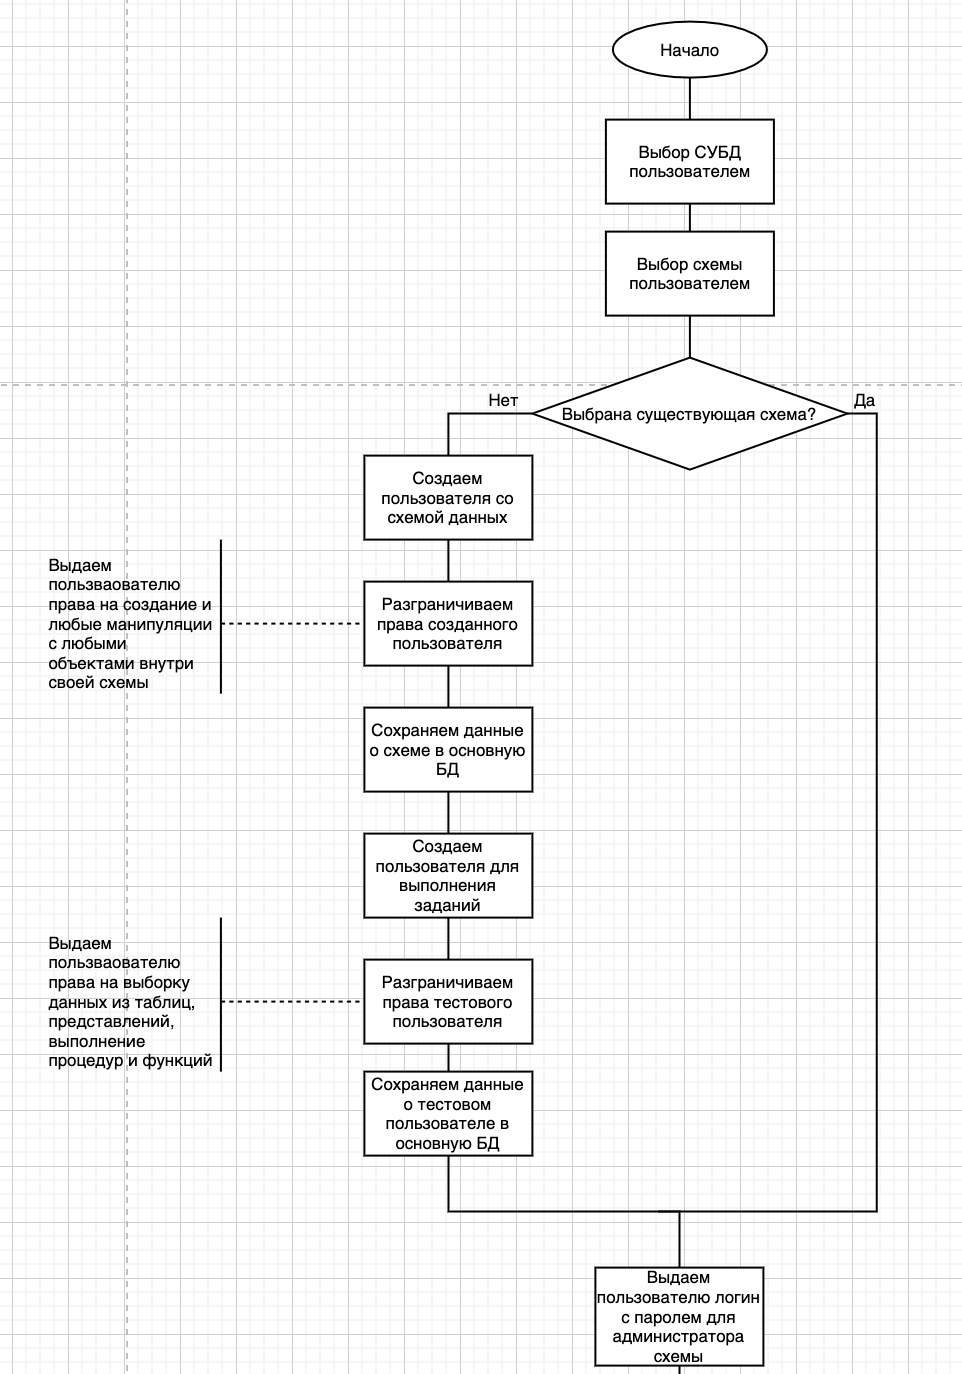 Начало
Выбор СУБД
пользователем
Выбор схемы
пользователем
Выбрана существующая схема?
Нет
Да
Создаем
пользователя со
схемой данных
Выдаем
пользваователю
права на создание и
любые манипуляции
с любыми
объектами внутри
своей схемы
Разграничиваем
права созданного
пользователя
Сохраняем данные
о схеме в основную
БД
Создаем
пользователя для
выполнения
заданий
Выдаем
пользваователю
права на выборку
данных из таблиц,
представлений,
выполнение
процедур и функций
Разграничиваем
права тестового
пользователя
Сохраняем данные
о тестовом
пользователе в
основную БД
Выдаем
пользователю логин
с паролем для
администратора
схемы